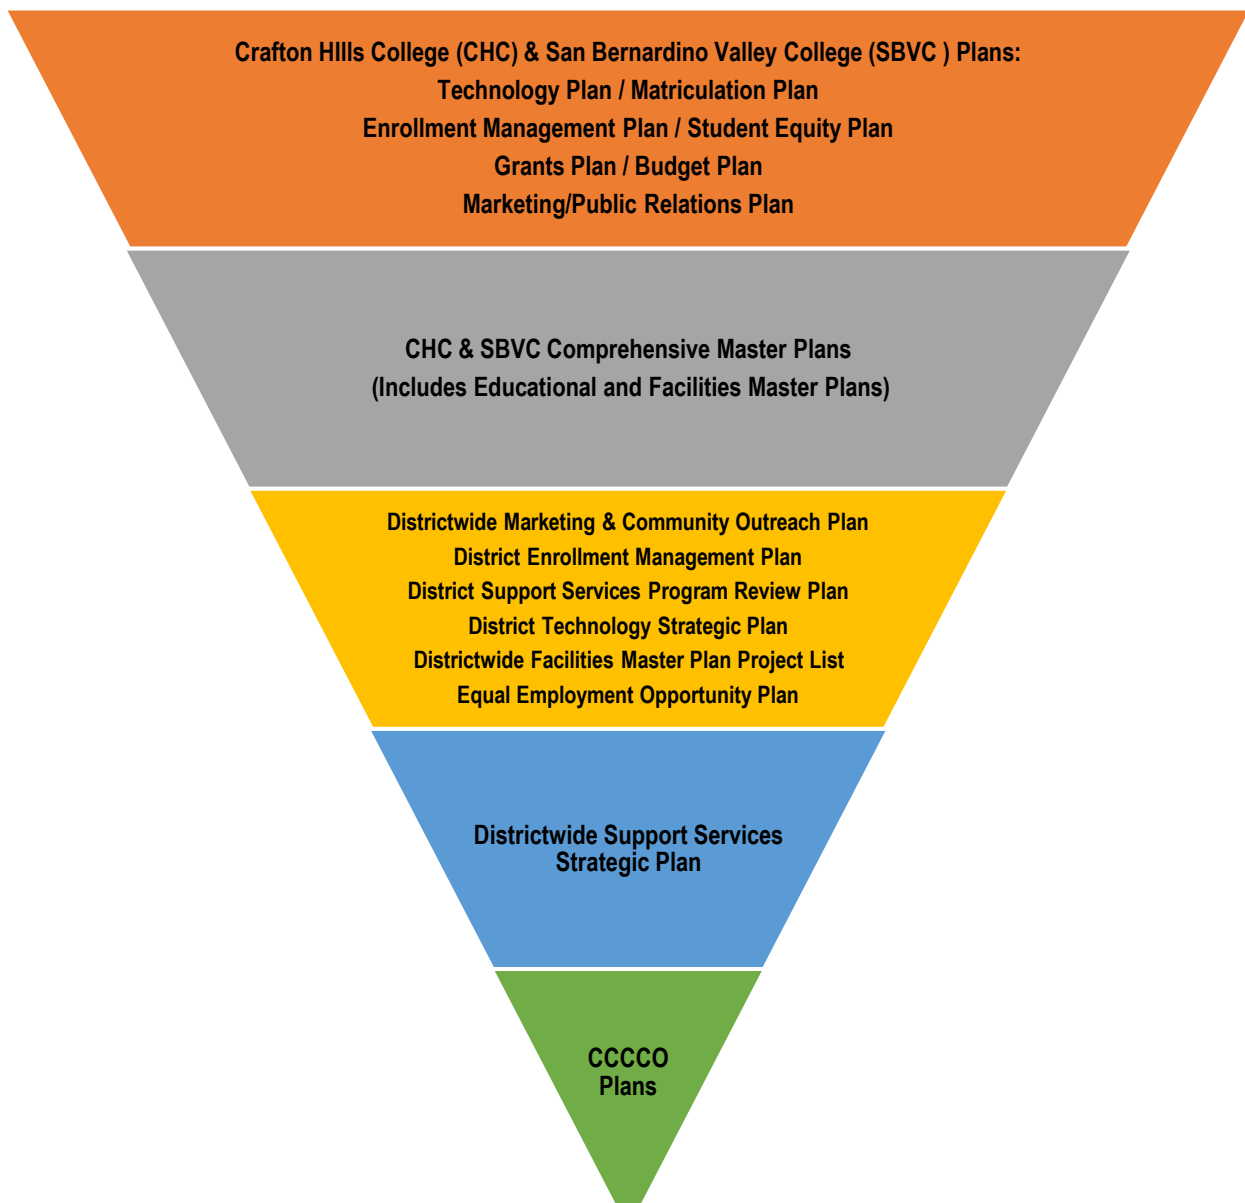 Crafton HIlls College (CHC) & San Bernardino Valley College (SBVC ) Plans:
Technology Plan / Matriculation Plan
Enrollment Management Plan / Student Equity Plan
Grants Plan / Budget Plan
Marketing/Public Relations Plan
CHC & SBVC Comprehensive Master Plans
(Includes Educational and Facilities Master Plans)
Districtwide Marketing & Community Outreach Plan
District Enrollment Management Plan
District Support Services Program Review Plan
District Technology Strategic Plan
Districtwide Facilities Master Plan Project List
Equal Employment Opportunity Plan
Districtwide Support Services
Strategic Plan
CCCCO
Plans